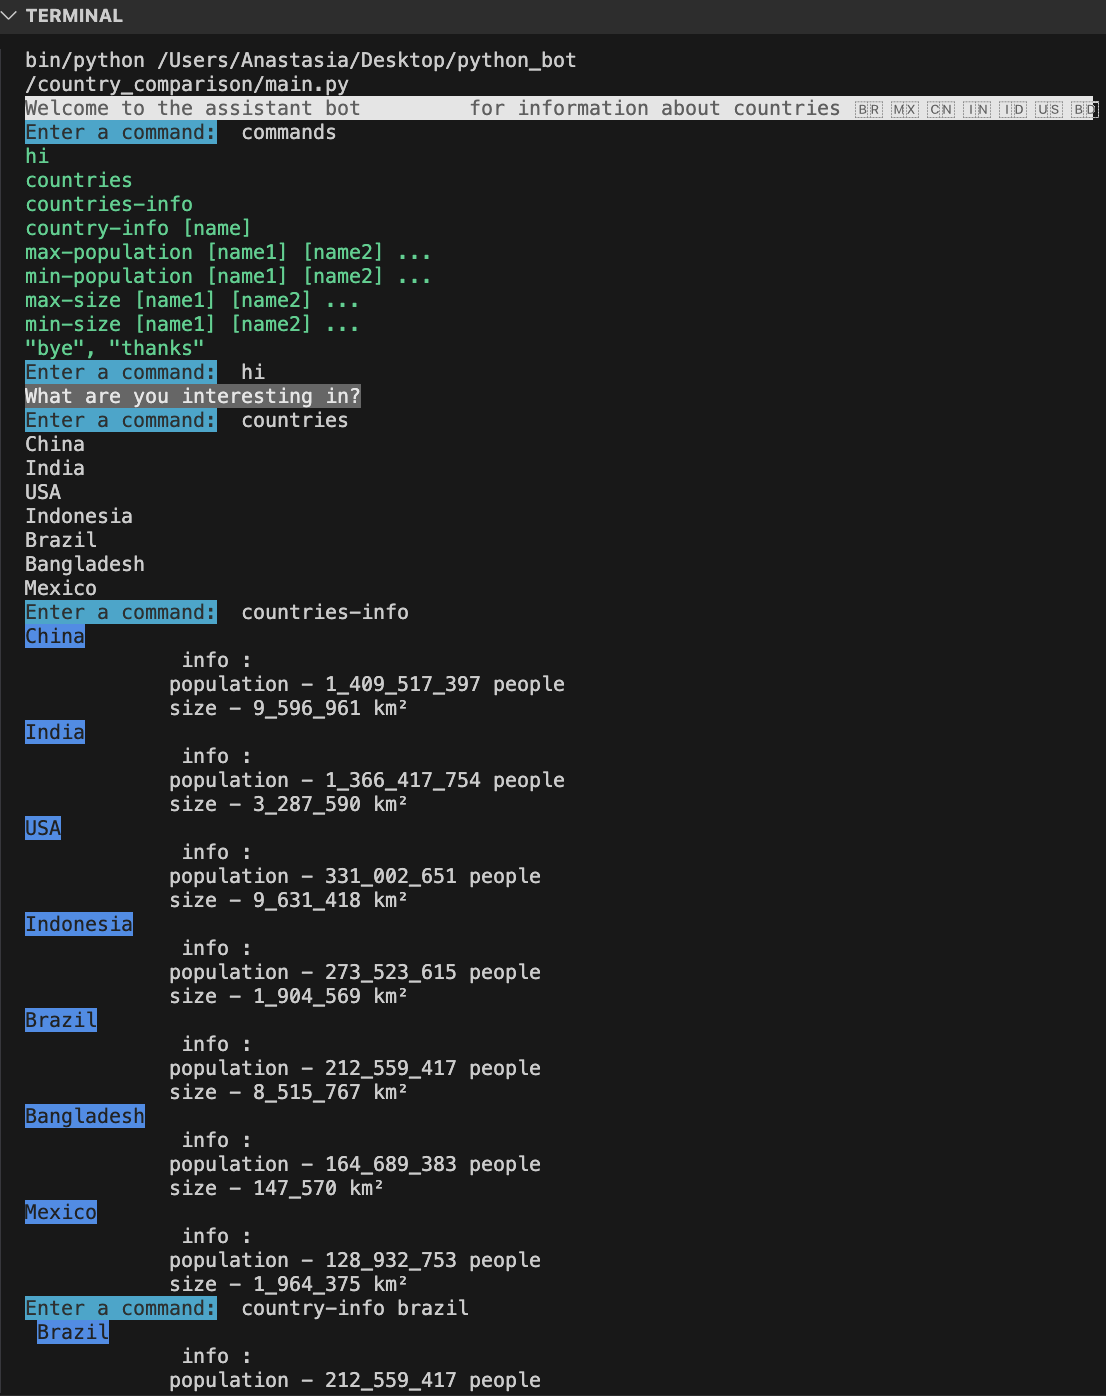 TERMINAL
bin/python /Users/Anastasia/Desktop/python_bot
/country_comparison/main.py
Welcome to the assistant bot         for information about countries 🇧🇷 🇲🇽 🇨🇳 🇮🇳 🇮🇩 🇺🇸 🇧🇩
Enter a command:  commands
hi
countries
countries-info
country-info [name]
max-population [name1] [name2] ...
min-population [name1] [name2] ...
max-size [name1] [name2] ...
min-size [name1] [name2] ...
"bye", "thanks"
Enter a command:  hi
What are you interesting in?
Enter a command:  countries
China
India
USA
Indonesia
Brazil
Bangladesh
Mexico
Enter a command:  countries-info
China
info :
population - 1_409_517_397 people
size - 9_596_961 km²
India
info :
population - 1_366_417_754 people
size - 3_287_590 km²
USA
info :
population - 331_002_651 people
size - 9_631_418 km²
Indonesia
info :
population - 273_523_615 people
size - 1_904_569 km²
Brazil
info :
population - 212_559_417 people
size - 8_515_767 km²
Bangladesh
info :
population - 164_689_383 people
size - 147_570 km²
Mexico
info :
population - 128_932_753 people
size - 1_964_375 km²
Enter a command:  country-info brazil
Brazil
info :
population - 212_559_417 people